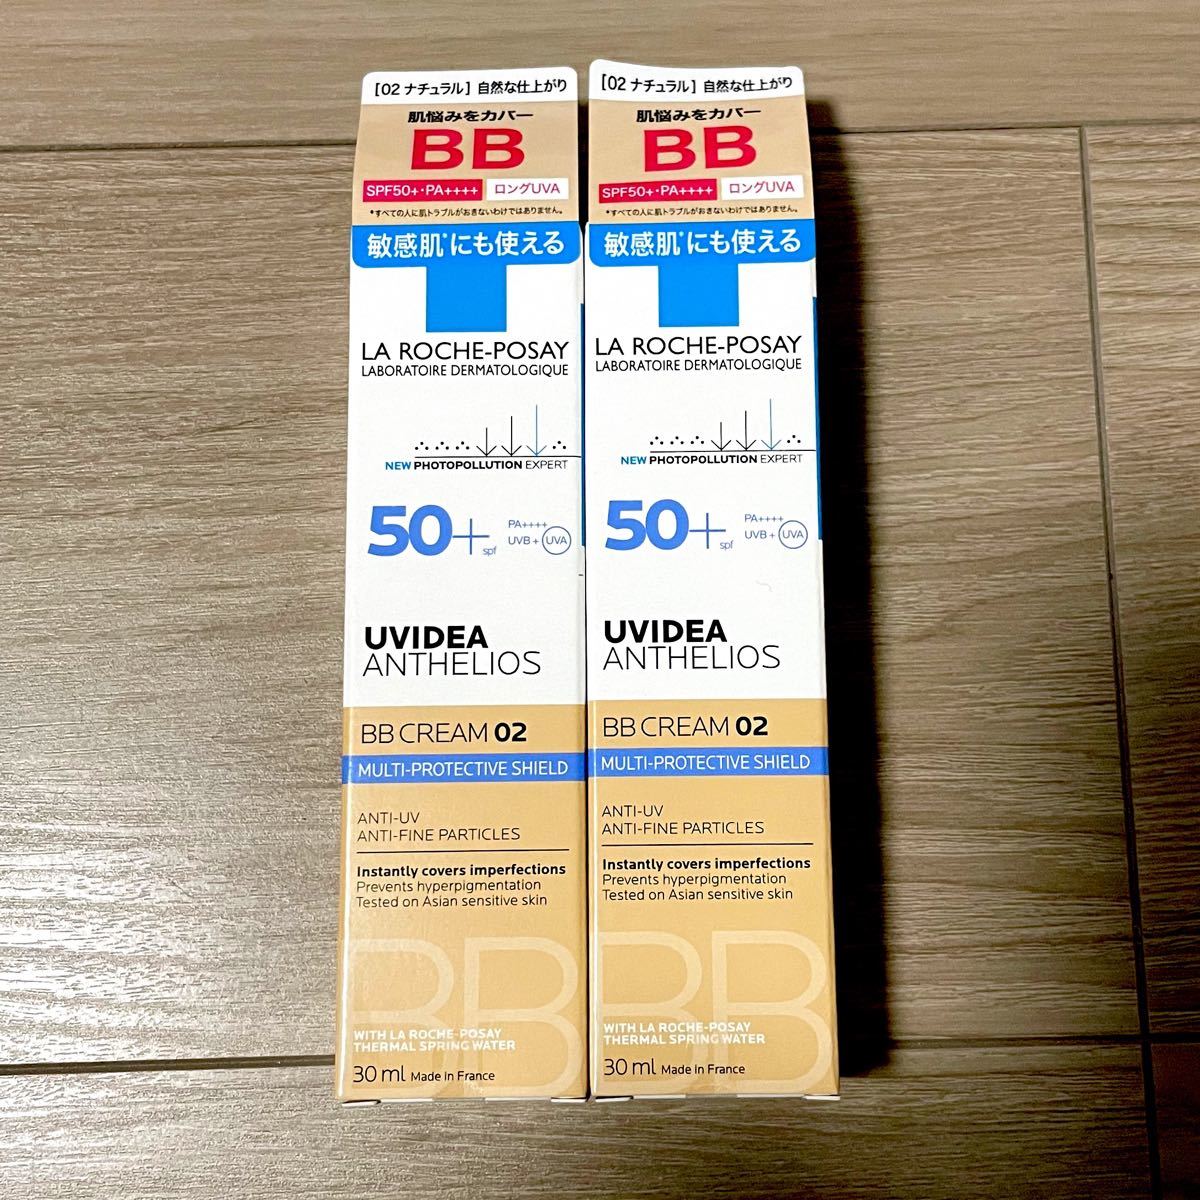 [02 ナチュラル] 自然な仕上がり
肌悩みをカバー
BB
SPF50+・PA++++ ロングUVA
*すべての人に肌トラブルがおきないわけではありません。
敏感肌*にも使える
LA ROCHE-POSAY
LABORATOIRE DERMATOLOGIQUE
NEW PHOTOPOLLUTION EXPERT
50+ spf
PA++++
UVB + UVA
UVIDEA
ANTHELIOS
BB CREAM 02
MULTI-PROTECTIVE SHIELD
ANTI-UV
ANTI-FINE PARTICLES
Instantly covers imperfections
Prevents hyperpigmentation
Tested on Asian sensitive skin
BB
WITH LA ROCHE-POSAY
THERMAL SPRING WATER
30 ml Made in France
[02 ナチュラル] 自然な仕上がり
肌悩みをカバー
BB
SPF50+・PA++++ ロングUVA
*すべての人に肌トラブルがおきないわけではありません。
敏感肌*にも使える
LA ROCHE-POSAY
LABORATOIRE DERMATOLOGIQUE
NEW PHOTOPOLLUTION EXPERT
50+ spf
PA++++
UVB + UVA
UVIDEA
ANTHELIOS
BB CREAM 02
MULTI-PROTECTIVE SHIELD
ANTI-UV
ANTI-FINE PARTICLES
Instantly covers imperfections
Prevents hyperpigmentation
Tested on Asian sensitive skin
BB
WITH LA ROCHE-POSAY
THERMAL SPRING WATER
30 ml Made in France